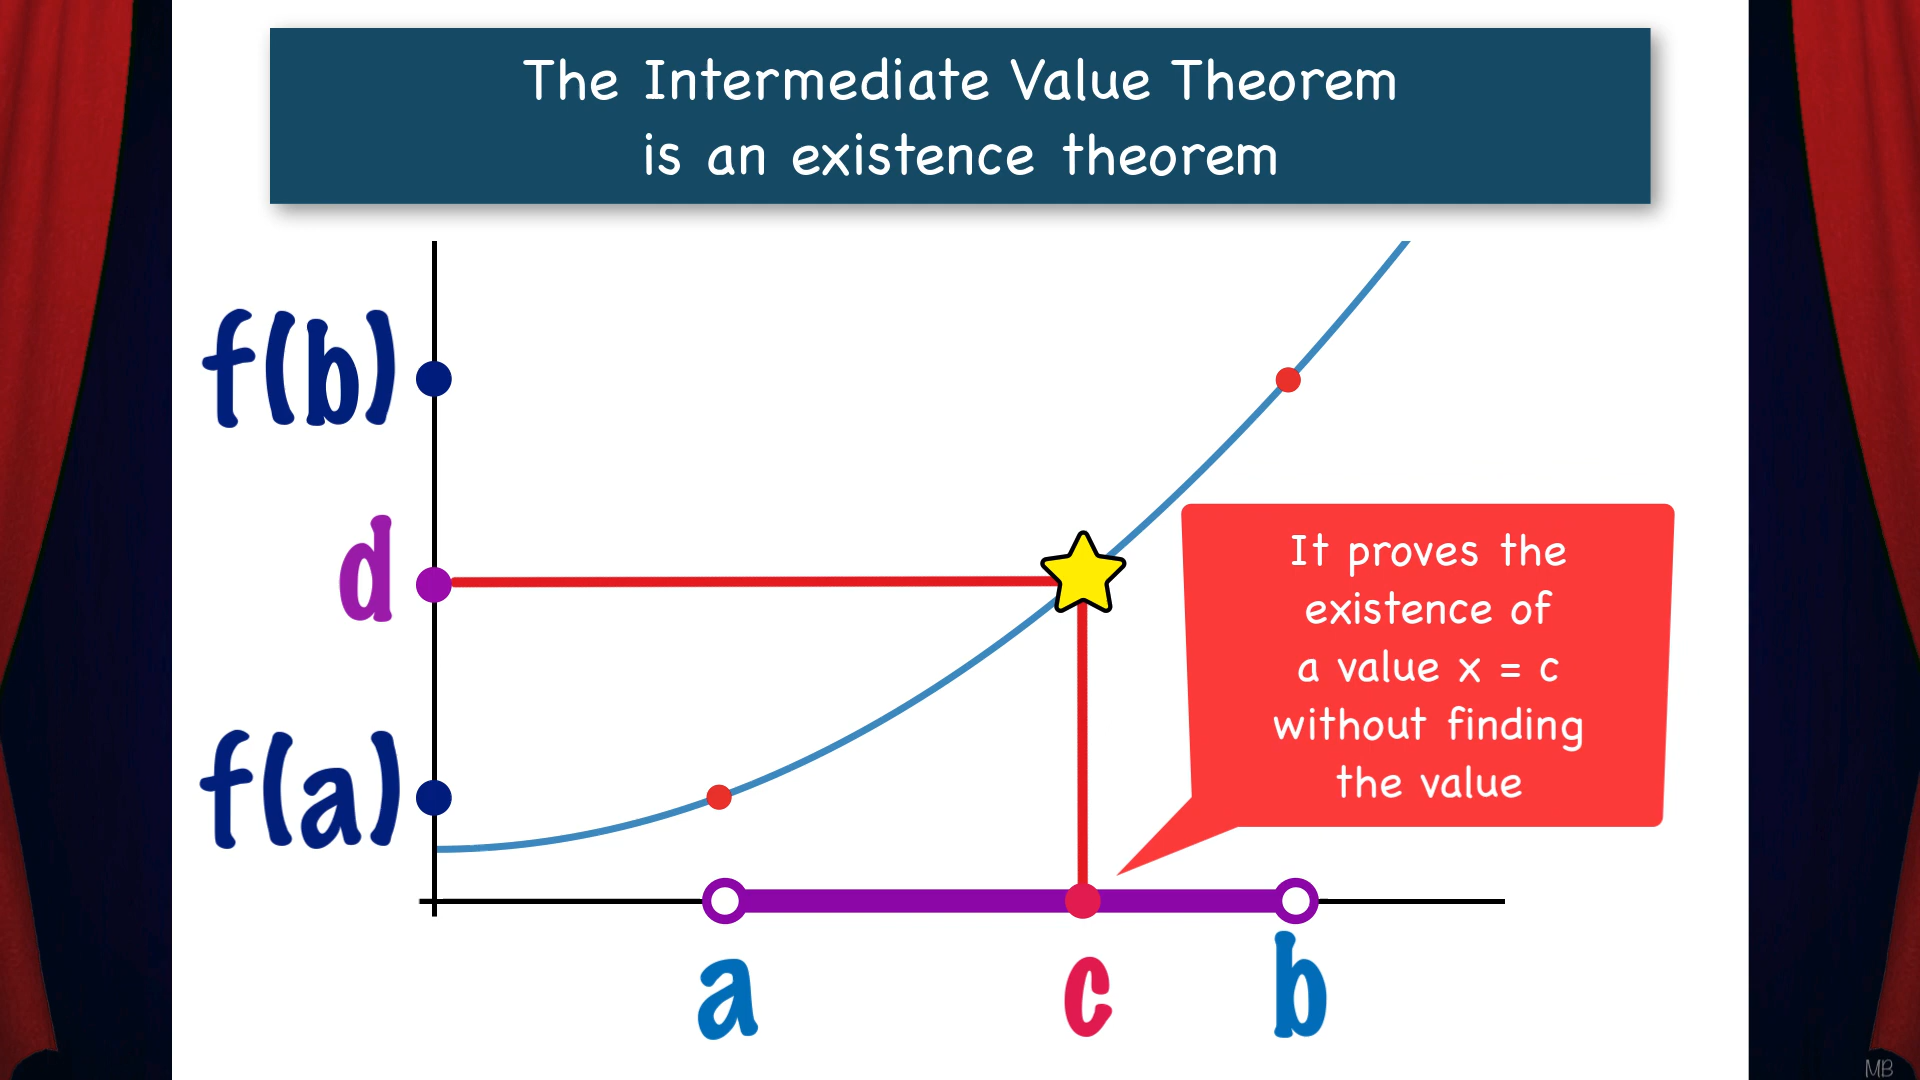 The Intermediate Value Theorem
is an existence theorem
f(b)
d
f(a)
It proves the
existence of
a value x = c
without finding
the value
a
c
b
MB